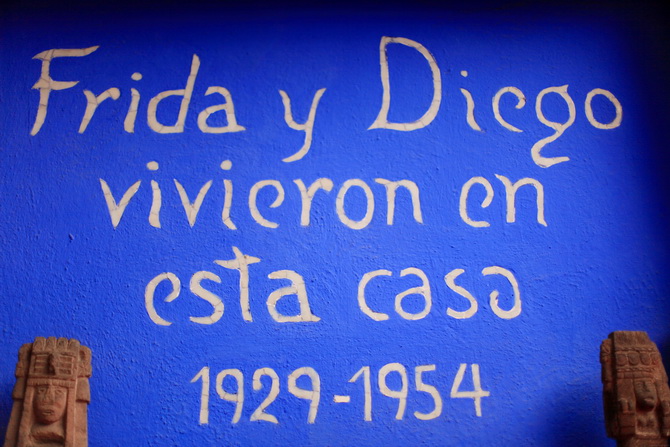 Frida y Diego
vivieron en
esta casa
1929-1954